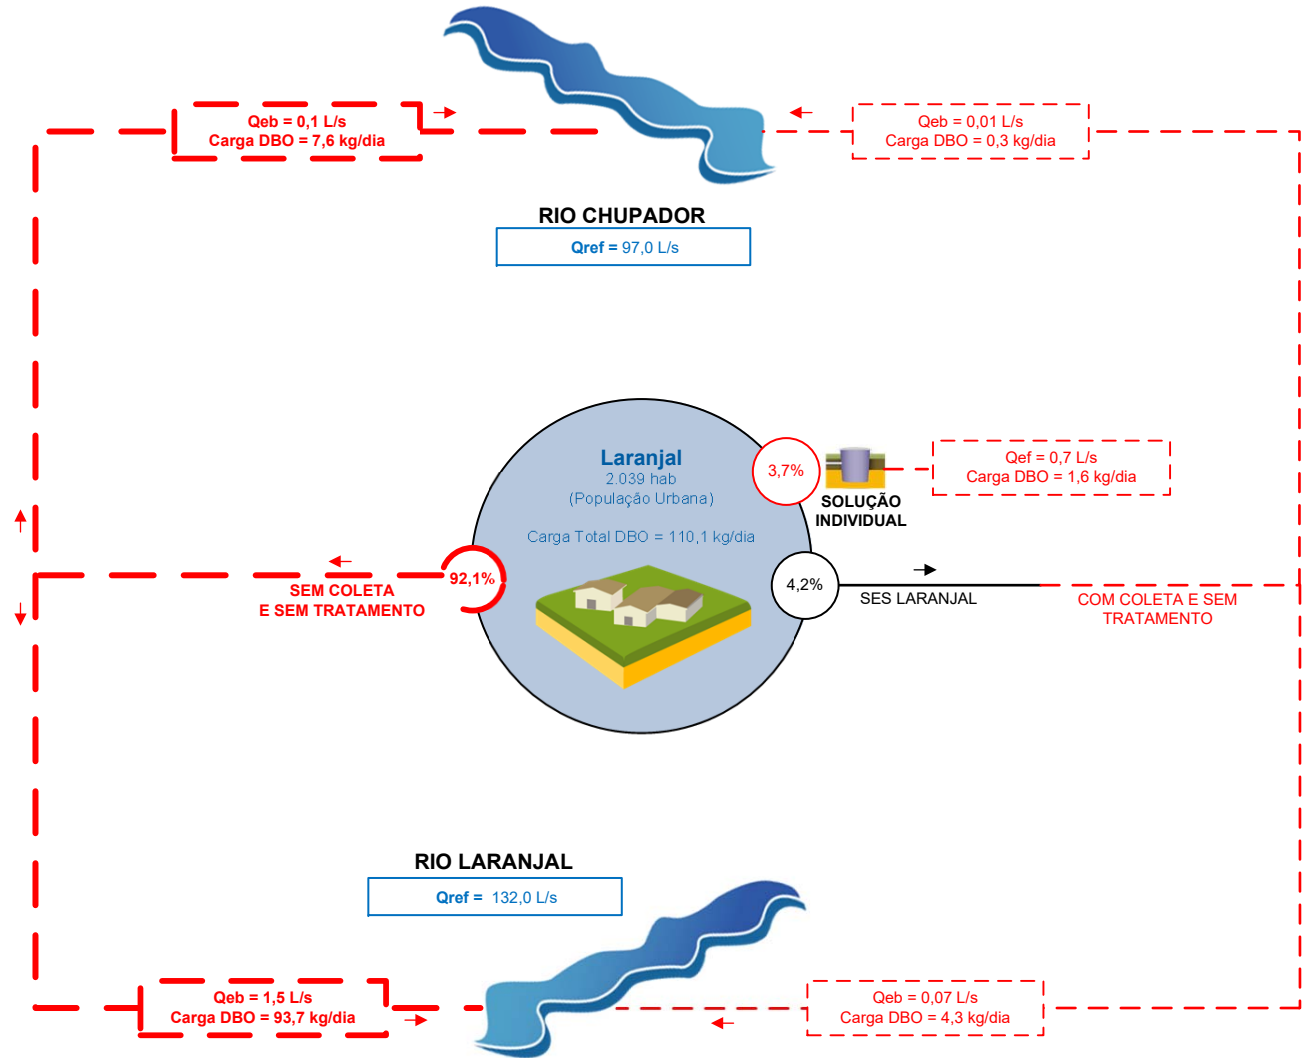 Qeb = 0,1 L/s
Carga DBO = 7,6 kg/dia
Qeb = 0,01 L/s
Carga DBO = 0,3 kg/dia
RIO CHUPADOR
Qref = 97,0 L/s
Laranjal
2.039 hab
(População Urbana)
Carga Total DBO = 110,1 kg/dia
3,7%
SOLUÇÃO
INDIVIDUAL
Qef = 0,7 L/s
Carga DBO = 1,6 kg/dia
92,1%
SEM COLETA
E SEM TRATAMENTO
4,2%
SES LARANJAL
COM COLETA E SEM
TRATAMENTO
RIO LARANJAL
Qref = 132,0 L/s
Qeb = 1,5 L/s
Carga DBO = 93,7 kg/dia
Qeb = 0,07 L/s
Carga DBO = 4,3 kg/dia